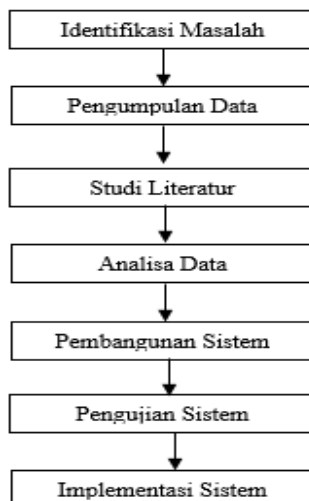 Identifikasi Masalah
Pengumpulan Data
Studi Literatur
Analisa Data
Pembangunan Sistem
Pengujian Sistem
Implementasi Sistem